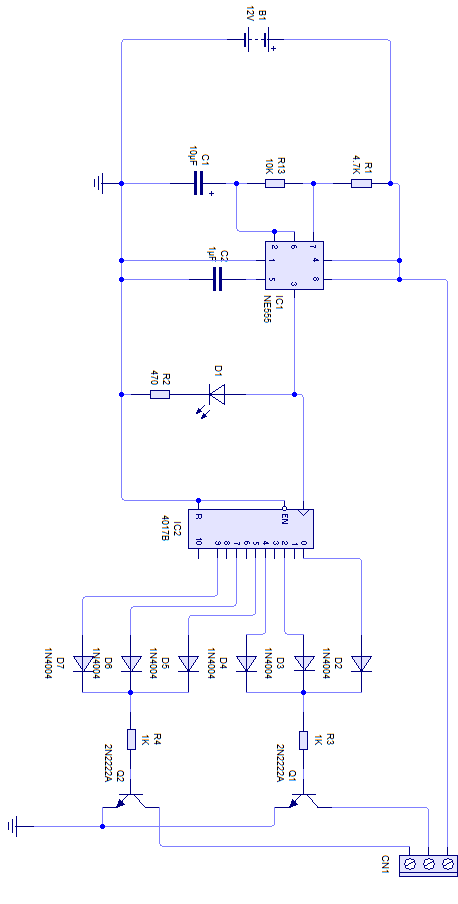 B1
12V
+
C1
10µF
+
R13
10K
R1
4.7K
2
6
7
1
4
5
3
8
C2
1µF
IC1
NE555
R2
470
D1
R
EN
IC2
4017B
10
9
8
7
6
5
4
3
2
1
0
D7
1N4004
D6
1N4004
D5
1N4004
D4
1N4004
D3
1N4004
D2
1N4004
R4
1K
R3
1K
Q2
2N2222A
Q1
2N2222A
CN1